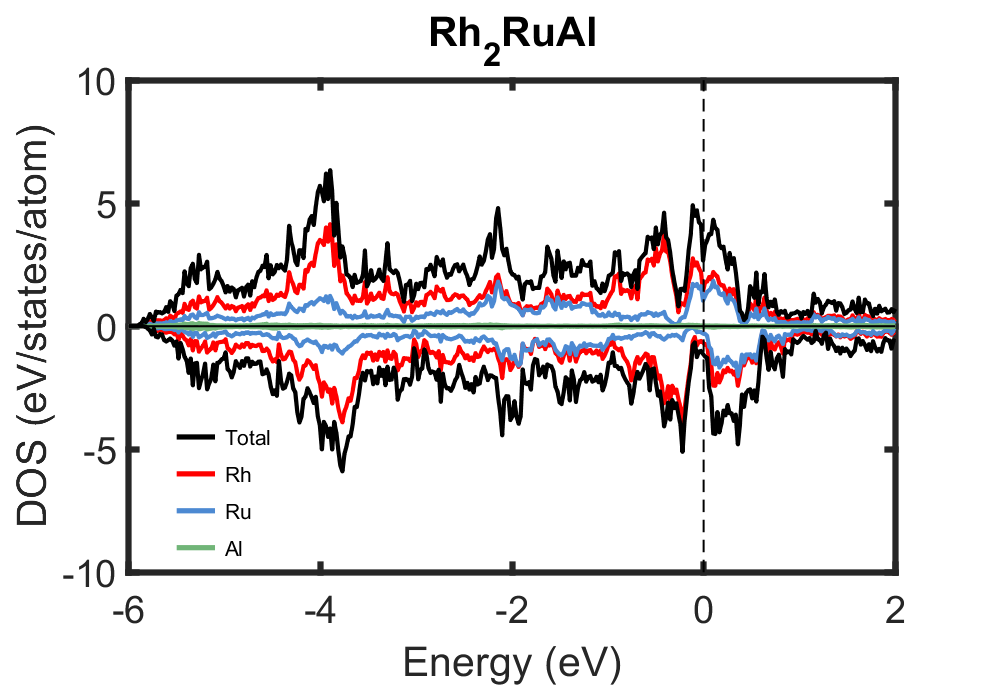 Rh2RuAl
DOS (eV/states/atom)
10
5
0
-5
-10
Total
Rh
Ru
Al
-6 -4 -2 0 2
Energy (eV)